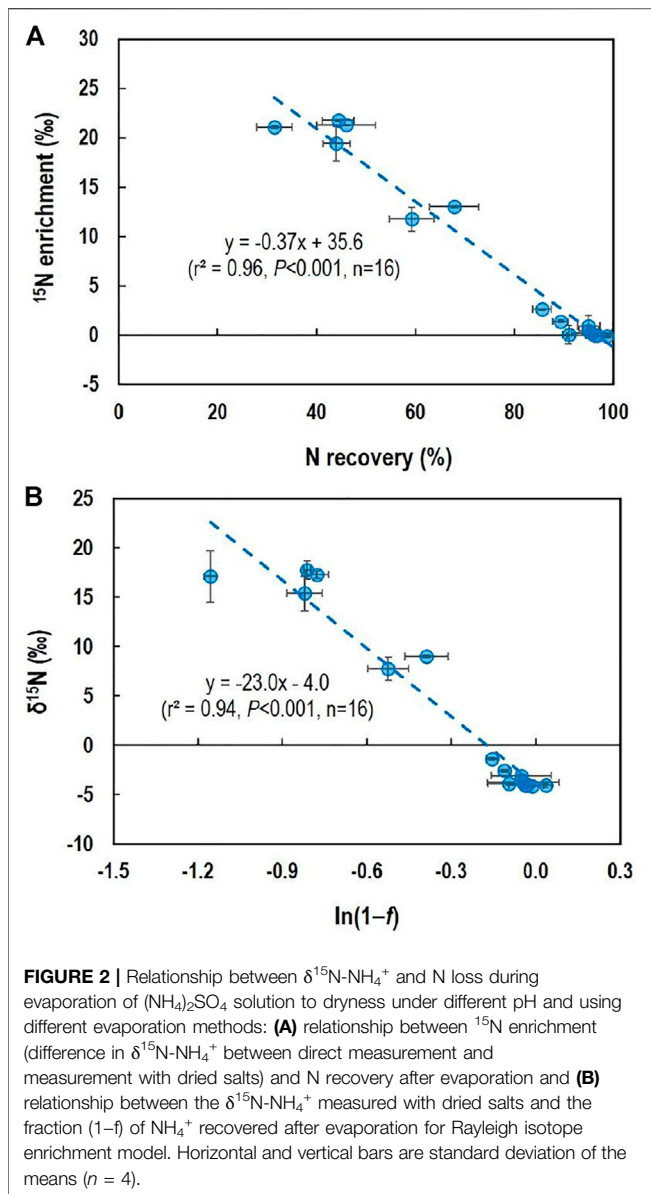 A
30
25
20
15
10
5
0
-5
¹⁵N enrichment (‰)
y = -0.37x + 35.6
(r² = 0.96, P<0.001, n=16)
0 20 40 60 80 100
N recovery (%)
B
25
20
15
10
5
0
-5
-10
δ¹⁵N (‰)
y = -23.0x - 4.0
(r² = 0.94, P<0.001, n=16)
-1.5 -1.2 -0.9 -0.6 -0.3 0.0 0.3
ln(1–f)
FIGURE 2 | Relationship between δ¹⁵N-NH₄⁺ and N loss during
evaporation of (NH₄)₂SO₄ solution to dryness under different pH and using
different evaporation methods: (A) relationship between ¹⁵N enrichment
(difference in δ¹⁵N-NH₄⁺ between direct measurement and
measurement with dried salts) and N recovery after evaporation and (B)
relationship between the δ¹⁵N-NH₄⁺ measured with dried salts and the
fraction (1–f) of NH₄⁺ recovered after evaporation for Rayleigh isotope
enrichment model. Horizontal and vertical bars are standard deviation of the
means (n = 4).